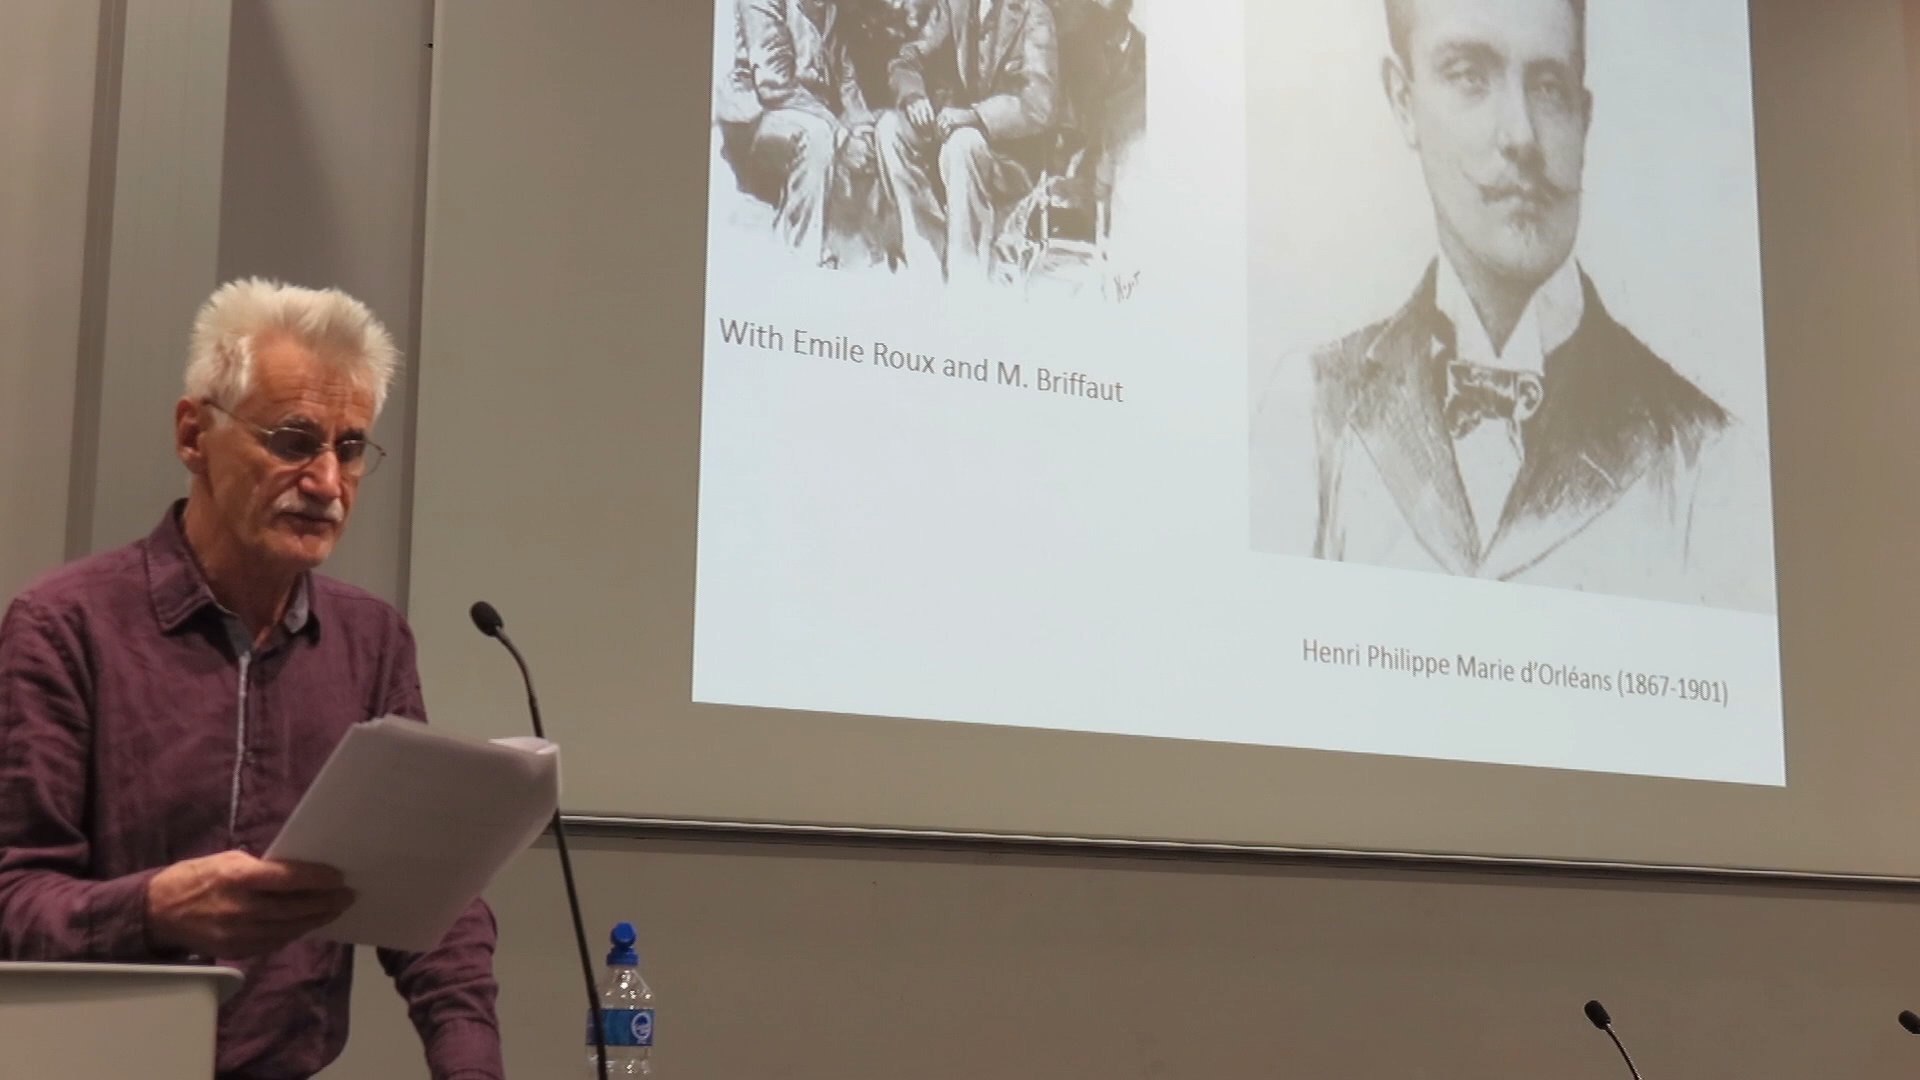 With Emile Roux and M. Briffaut
Henri Philippe Marie d’Orléans (1867-1901)